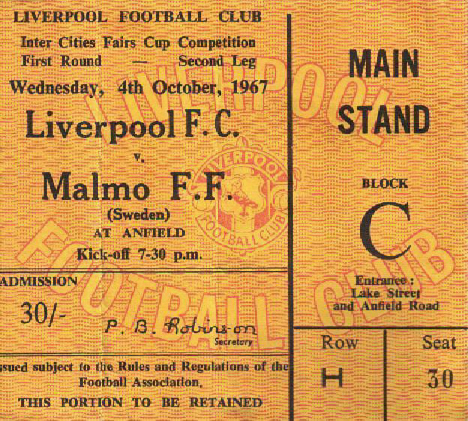 LIVERPOOL FOOTBALL CLUB
Inter Cities Fairs Cup Competition
First Round — Second Leg
Wednesday, 4th October, 1967
Liverpool F.C.
v.
Malmo F.F.
(Sweden)
AT ANFIELD
Kick-off 7-30 p.m.
ADMISSION
30/-
P. B. Robinson
Secretary
ssued subject to the Rules and Regulations of the
Football Association.
THIS PORTION TO BE RETAINED
MAIN
STAND
BLOCK
C
Entrance :
Lake Street
and Anfield Road
Row
H
Seat
30
LIVERPOOL
FOOTBALL CLUB
LIVERPOOL
FOOTBALL CLUB